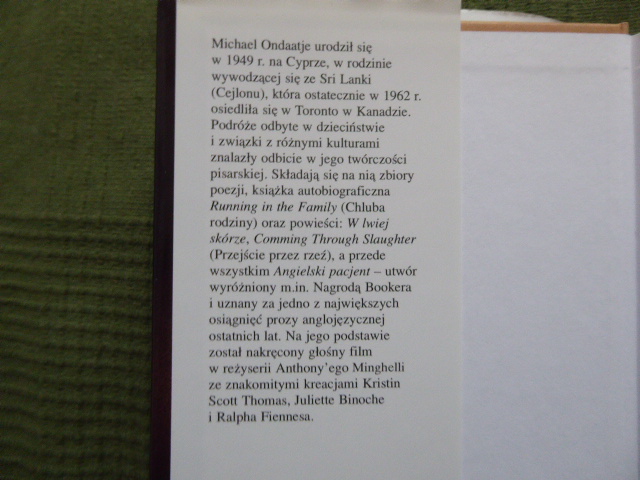 Michael Ondaatje urodził się
w 1949 r. na Cyprze, w rodzinie
wywodzącej się ze Sri Lanki
(Cejlonu), która ostatecznie w 1962 r.
osiedliła się w Toronto w Kanadzie.
Podróże odbyte w dzieciństwie
i związki z różnymi kulturami
znalazły odbicie w jego twórczości
pisarskiej. Składają się na nią zbiory
poezji, książka autobiograficzna
Running in the Family (Chluba
rodziny) oraz powieści: W lwiej
skórze, Comming Through Slaughter
(Przejście przez rzeź), a przede
wszystkim Angielski pacjent – utwór
wyróżniony m.in. Nagrodą Bookera
i uznany za jedno z największych
osiągnięć prozy anglojęzycznej
ostatnich lat. Na jego podstawie
został nakręcony głośny film
w reżyserii Anthony'ego Minghelli
ze znakomitymi kreacjami Kristin
Scott Thomas, Juliette Binoche
i Ralpha Fiennesa.